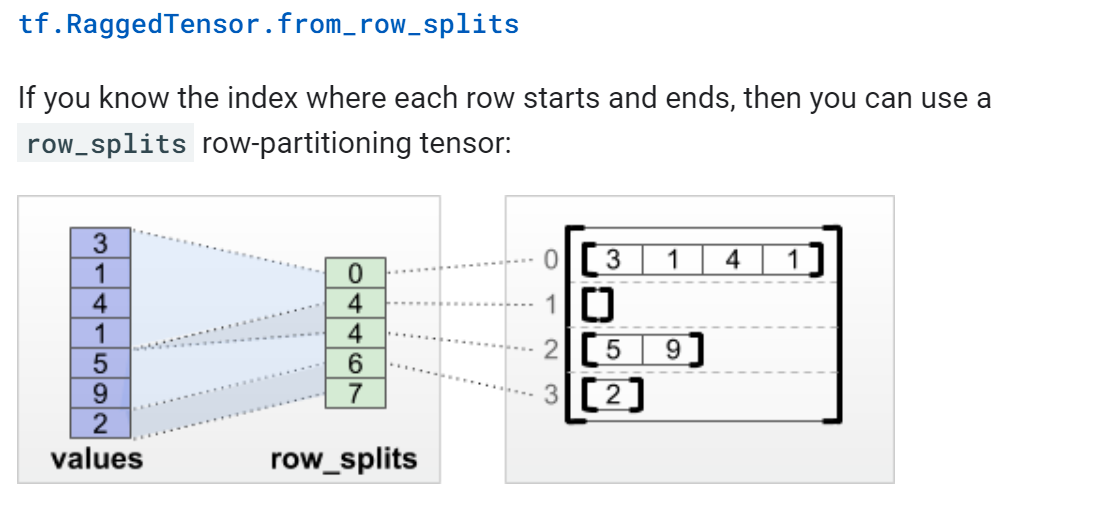 tf.RaggedTensor.from_row_splits
If you know the index where each row starts and ends, then you can use a
row_splits row-partitioning tensor:
3
1
4
1
5
9
2
values
0
4
4
6
7
row_splits
0 [ 3 1 4 1 ]
1 [ ]
2 [ 5 9 ]
3 [ 2 ]